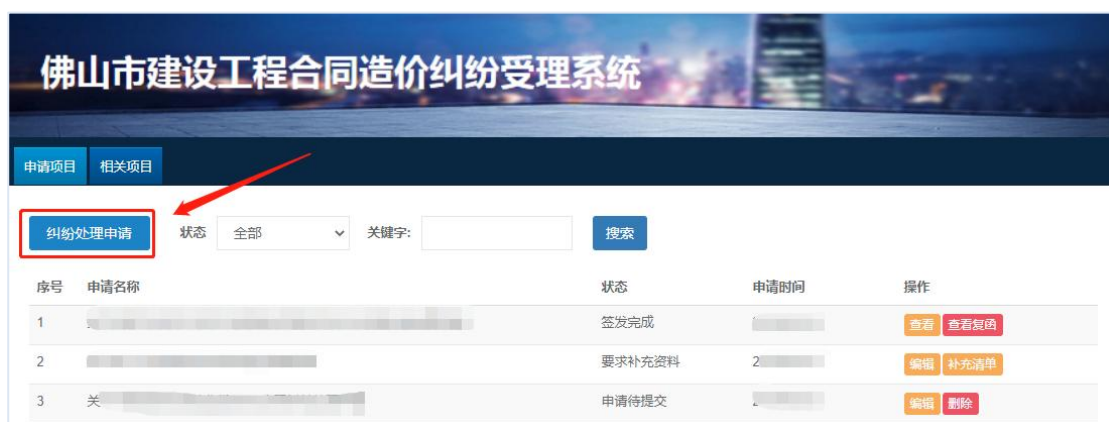 佛山市建设工程合同造价纠纷受理系统
申请项目 相关项目
纠纷处理申请 状态 全部 关键字: 搜索
序号 申请名称 状态 申请时间 操作
1 签发完成 查看 查看复函
2 要求补充资料 2 编辑 补充清单
3 关 申请待提交 编辑 删除